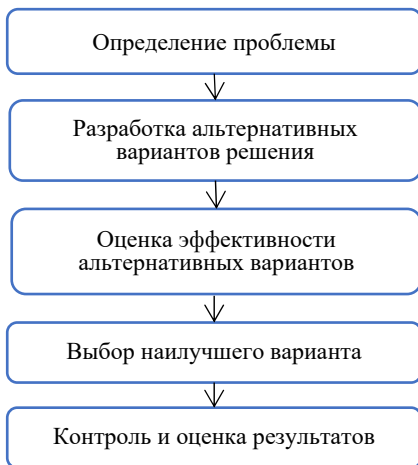 Определение проблемы
Разработка альтернативных
вариантов решения
Оценка эффективности
альтернативных вариантов
Выбор наилучшего варианта
Контроль и оценка результатов